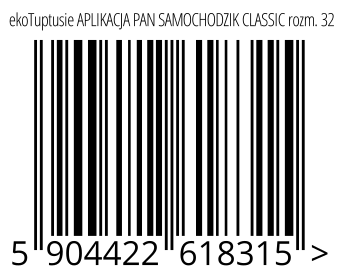 ekoTuptusie APLIKACJA PAN SAMOCHODZIK CLASSIC rozm. 32
5 904422 618315 >